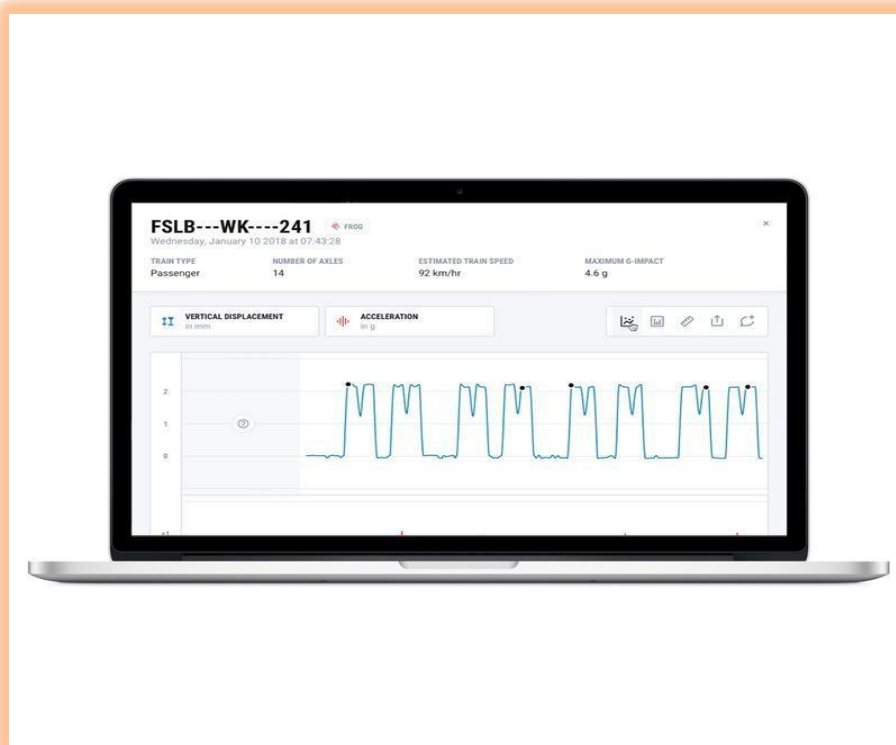 FSLB---WK----241 FROG
Wednesday, January 10 2018 at 07:43:28
TRAIN TYPE NUMBER OF AXLES ESTIMATED TRAIN SPEED MAXIMUM G-IMPACT
Passenger 14 92 km/hr 4.6 g
VERTICAL DISPLACEMENT ACCELERATION
in mm in g
2
1
0